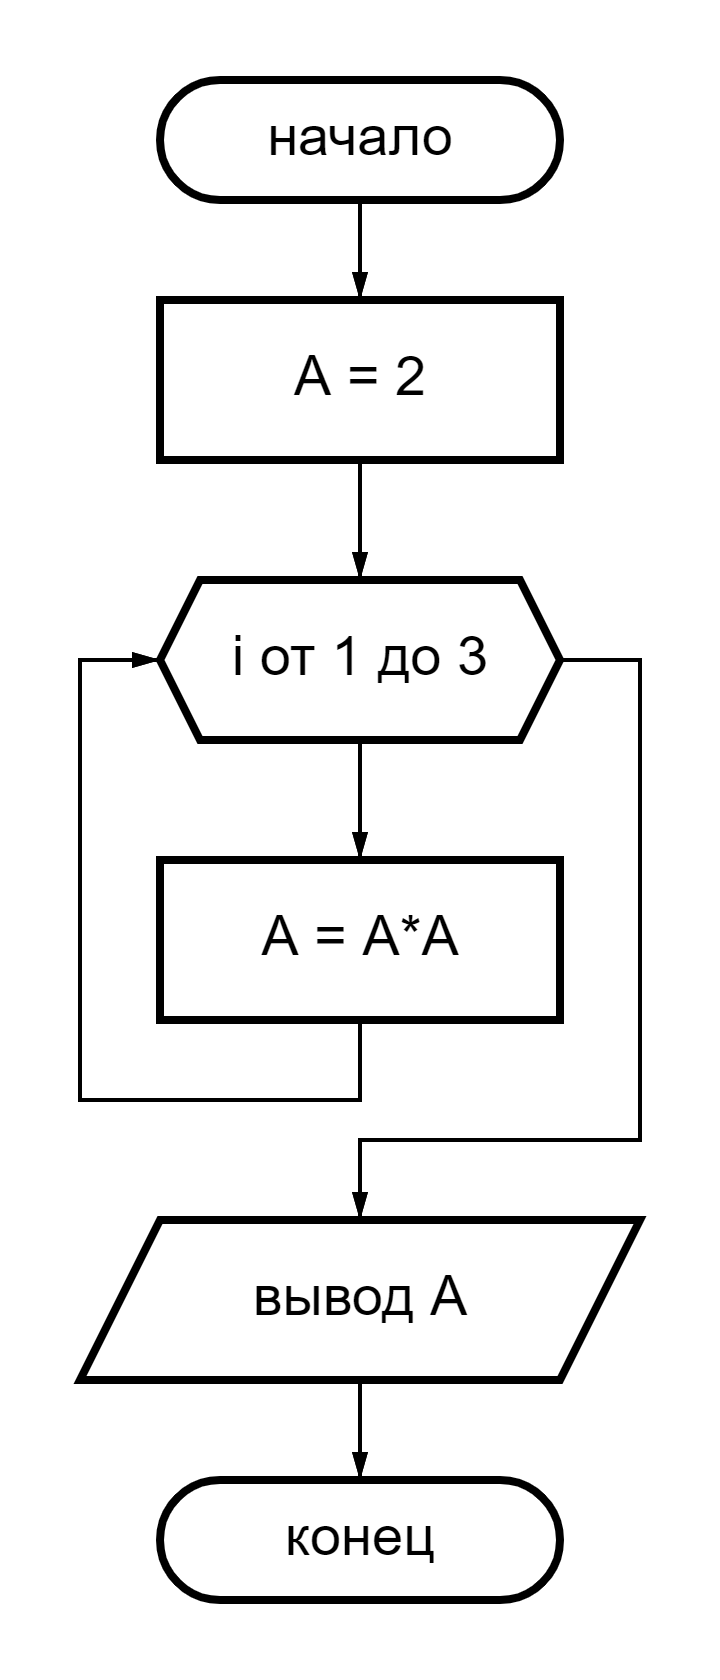 начало
A = 2
i от 1 до 3
A = A*A
вывод A
конец